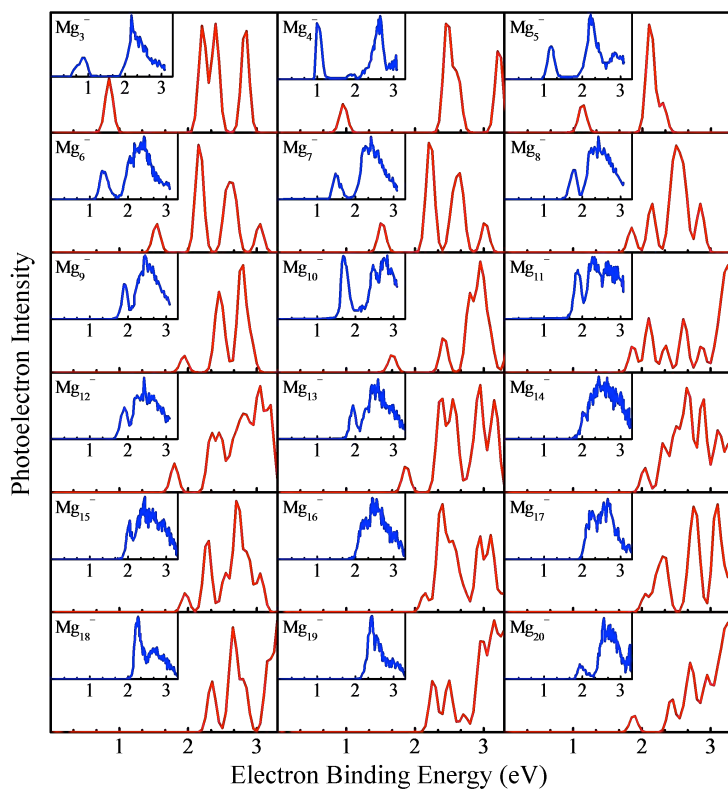 Photoelectron Intensity
Mg₃⁻ Mg₄⁻ Mg₅⁻
1 2 3 1 2 3 1 2 3
Mg₆⁻ Mg₇⁻ Mg₈⁻
1 2 3 1 2 3 1 2 3
Mg₉⁻ Mg₁₀⁻ Mg₁₁⁻
1 2 3 1 2 3 1 2 3
Mg₁₂⁻ Mg₁₃⁻ Mg₁₄⁻
1 2 3 1 2 3 1 2 3
Mg₁₅⁻ Mg₁₆⁻ Mg₁₇⁻
1 2 3 1 2 3 1 2 3
Mg₁₈⁻ Mg₁₉⁻ Mg₂₀⁻
1 2 3 1 2 3 1 2 3
1 2 3 1 2 3 1 2 3
Electron Binding Energy (eV)